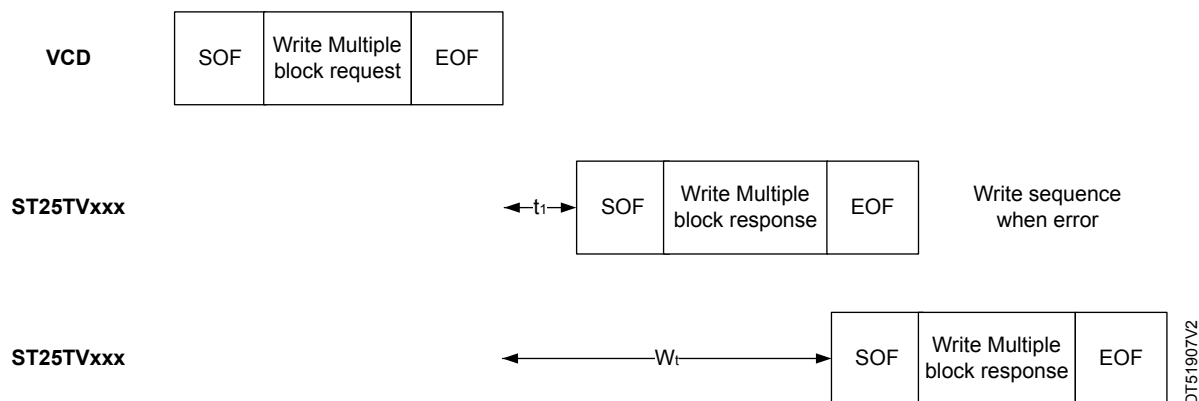 VCD
SOF
Write Multiple
block request
EOF
ST25TVxxx
t1
SOF
Write Multiple
block response
EOF
Write sequence
when error
ST25TVxxx
Wt
SOF
Write Multiple
block response
EOF
DT51907V2